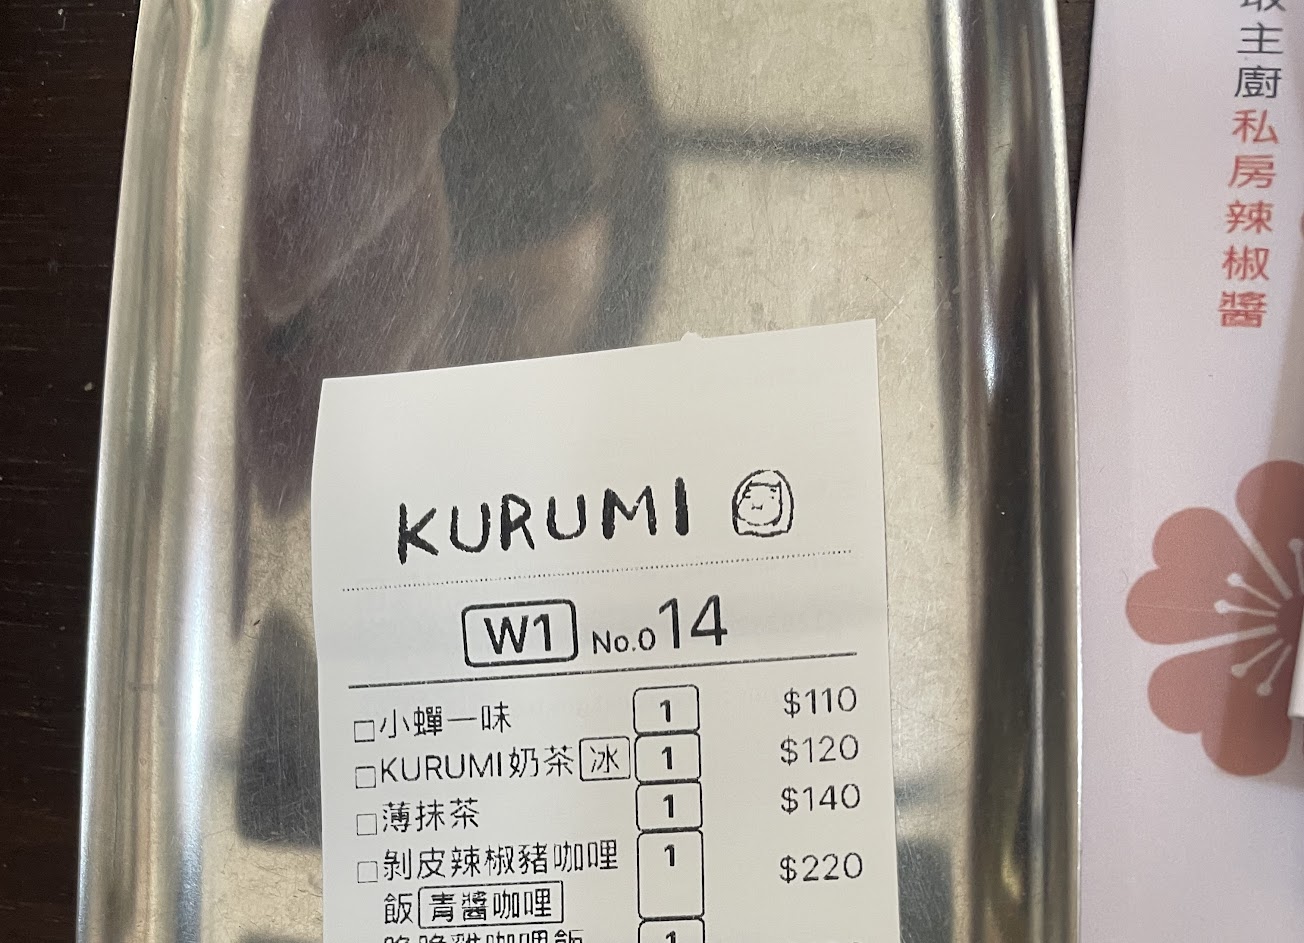 KURUMI
W1 No.014
□小蟬一味 1 $110
□KURUMI奶茶 冰 1 $120
□薄抹茶 1 $140
□剝皮辣椒豬咖哩 1 $220
飯 青醬咖哩
主廚私房辣椒醬